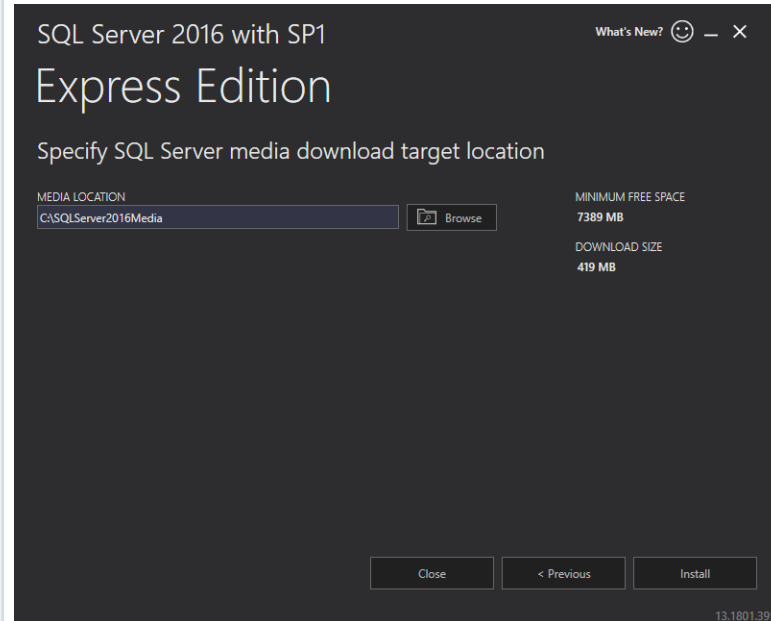 SQL Server 2016 with SP1
What's New?
Express Edition
Specify SQL Server media download target location
MEDIA LOCATION
C:\SQLServer2016Media
Browse
MINIMUM FREE SPACE
7389 MB
DOWNLOAD SIZE
419 MB
Close
< Previous
Install
13.1801.39